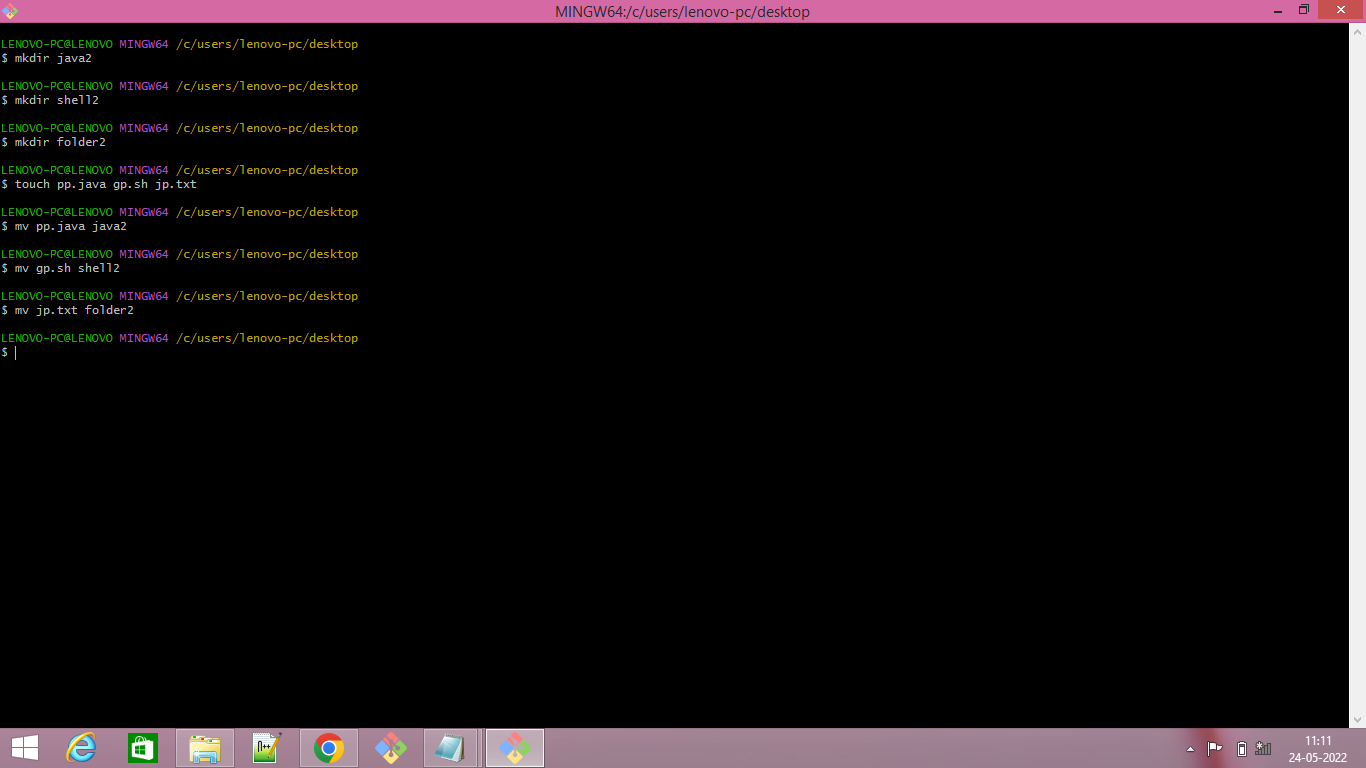 MINGW64:/c/users/lenovo-pc/desktop
LENOVO-PC@LENOVO MINGW64 /c/users/lenovo-pc/desktop
$ mkdir java2
LENOVO-PC@LENOVO MINGW64 /c/users/lenovo-pc/desktop
$ mkdir shell2
LENOVO-PC@LENOVO MINGW64 /c/users/lenovo-pc/desktop
$ mkdir folder2
LENOVO-PC@LENOVO MINGW64 /c/users/lenovo-pc/desktop
$ touch pp.java gp.sh jp.txt
LENOVO-PC@LENOVO MINGW64 /c/users/lenovo-pc/desktop
$ mv pp.java java2
LENOVO-PC@LENOVO MINGW64 /c/users/lenovo-pc/desktop
$ mv gp.sh shell2
LENOVO-PC@LENOVO MINGW64 /c/users/lenovo-pc/desktop
$ mv jp.txt folder2
LENOVO-PC@LENOVO MINGW64 /c/users/lenovo-pc/desktop
$
11:11
24-05-2022